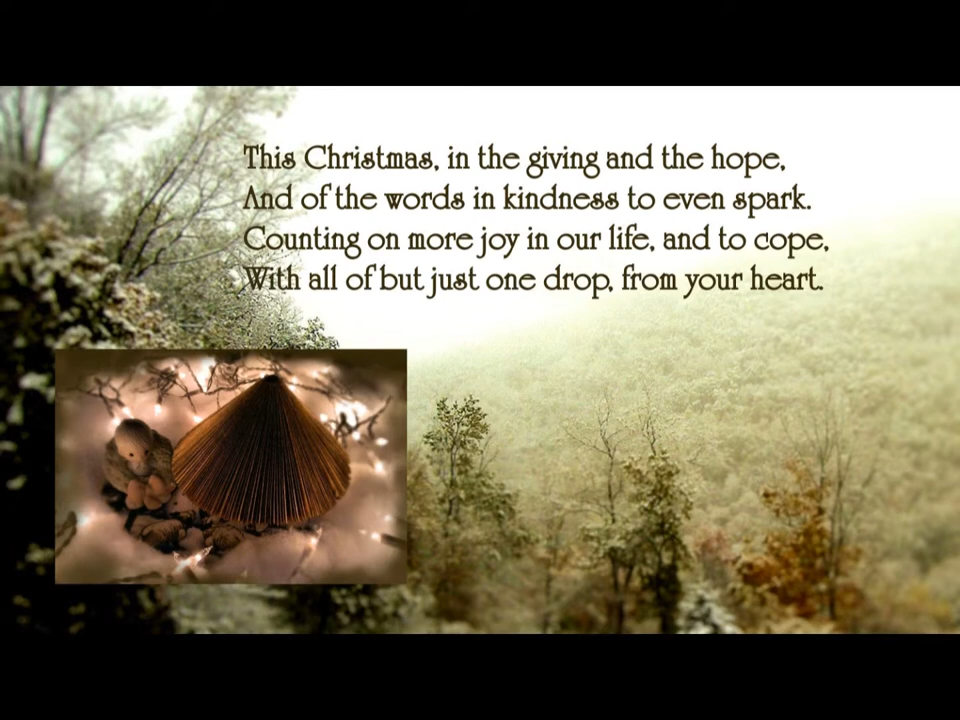 This Christmas, in the giving and the hope,
And of the words in kindness to even spark.
Counting on more joy in our life, and to cope,
With all of but just one drop, from your heart.